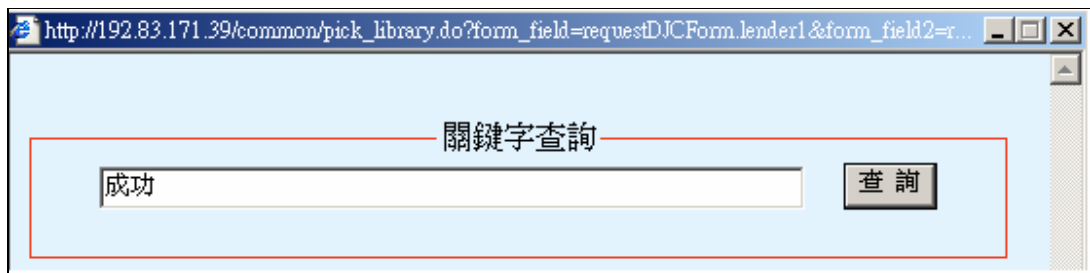 http://192.83.171.39/common/pick_library.do?form_field=requestDJCForm.lender1&form_field2=r...
關鍵字查詢
成功
查 詢